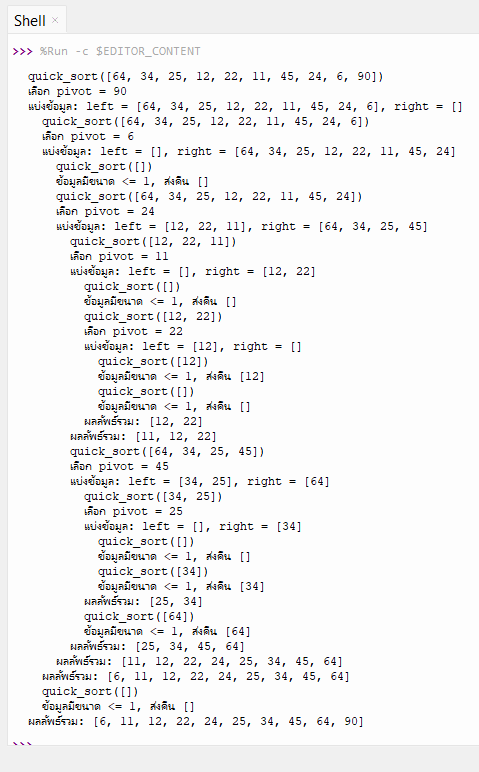 Shell ×
>>> %Run -c $EDITOR_CONTENT
quick_sort([64, 34, 25, 12, 22, 11, 45, 24, 6, 90])
เลือก pivot = 90
แบ่งข้อมูล: left = [64, 34, 25, 12, 22, 11, 45, 24, 6], right = []
quick_sort([64, 34, 25, 12, 22, 11, 45, 24, 6])
เลือก pivot = 6
แบ่งข้อมูล: left = [], right = [64, 34, 25, 12, 22, 11, 45, 24]
quick_sort([])
ข้อมูลมีขนาด <= 1, ส่งคืน []
quick_sort([64, 34, 25, 12, 22, 11, 45, 24])
เลือก pivot = 24
แบ่งข้อมูล: left = [12, 22, 11], right = [64, 34, 25, 45]
quick_sort([12, 22, 11])
เลือก pivot = 11
แบ่งข้อมูล: left = [], right = [12, 22]
quick_sort([])
ข้อมูลมีขนาด <= 1, ส่งคืน []
quick_sort([12, 22])
เลือก pivot = 22
แบ่งข้อมูล: left = [12], right = []
quick_sort([12])
ข้อมูลมีขนาด <= 1, ส่งคืน [12]
quick_sort([])
ข้อมูลมีขนาด <= 1, ส่งคืน []
ผลลัพธ์รวม: [12, 22]
ผลลัพธ์รวม: [11, 12, 22]
quick_sort([64, 34, 25, 45])
เลือก pivot = 45
แบ่งข้อมูล: left = [34, 25], right = [64]
quick_sort([34, 25])
เลือก pivot = 25
แบ่งข้อมูล: left = [], right = [34]
quick_sort([])
ข้อมูลมีขนาด <= 1, ส่งคืน []
quick_sort([34])
ข้อมูลมีขนาด <= 1, ส่งคืน [34]
ผลลัพธ์รวม: [25, 34]
quick_sort([64])
ข้อมูลมีขนาด <= 1, ส่งคืน [64]
ผลลัพธ์รวม: [25, 34, 45, 64]
ผลลัพธ์รวม: [11, 12, 22, 24, 25, 34, 45, 64]
ผลลัพธ์รวม: [6, 11, 12, 22, 24, 25, 34, 45, 64]
quick_sort([])
ข้อมูลมีขนาด <= 1, ส่งคืน []
ผลลัพธ์รวม: [6, 11, 12, 22, 24, 25, 34, 45, 64, 90]
>>>